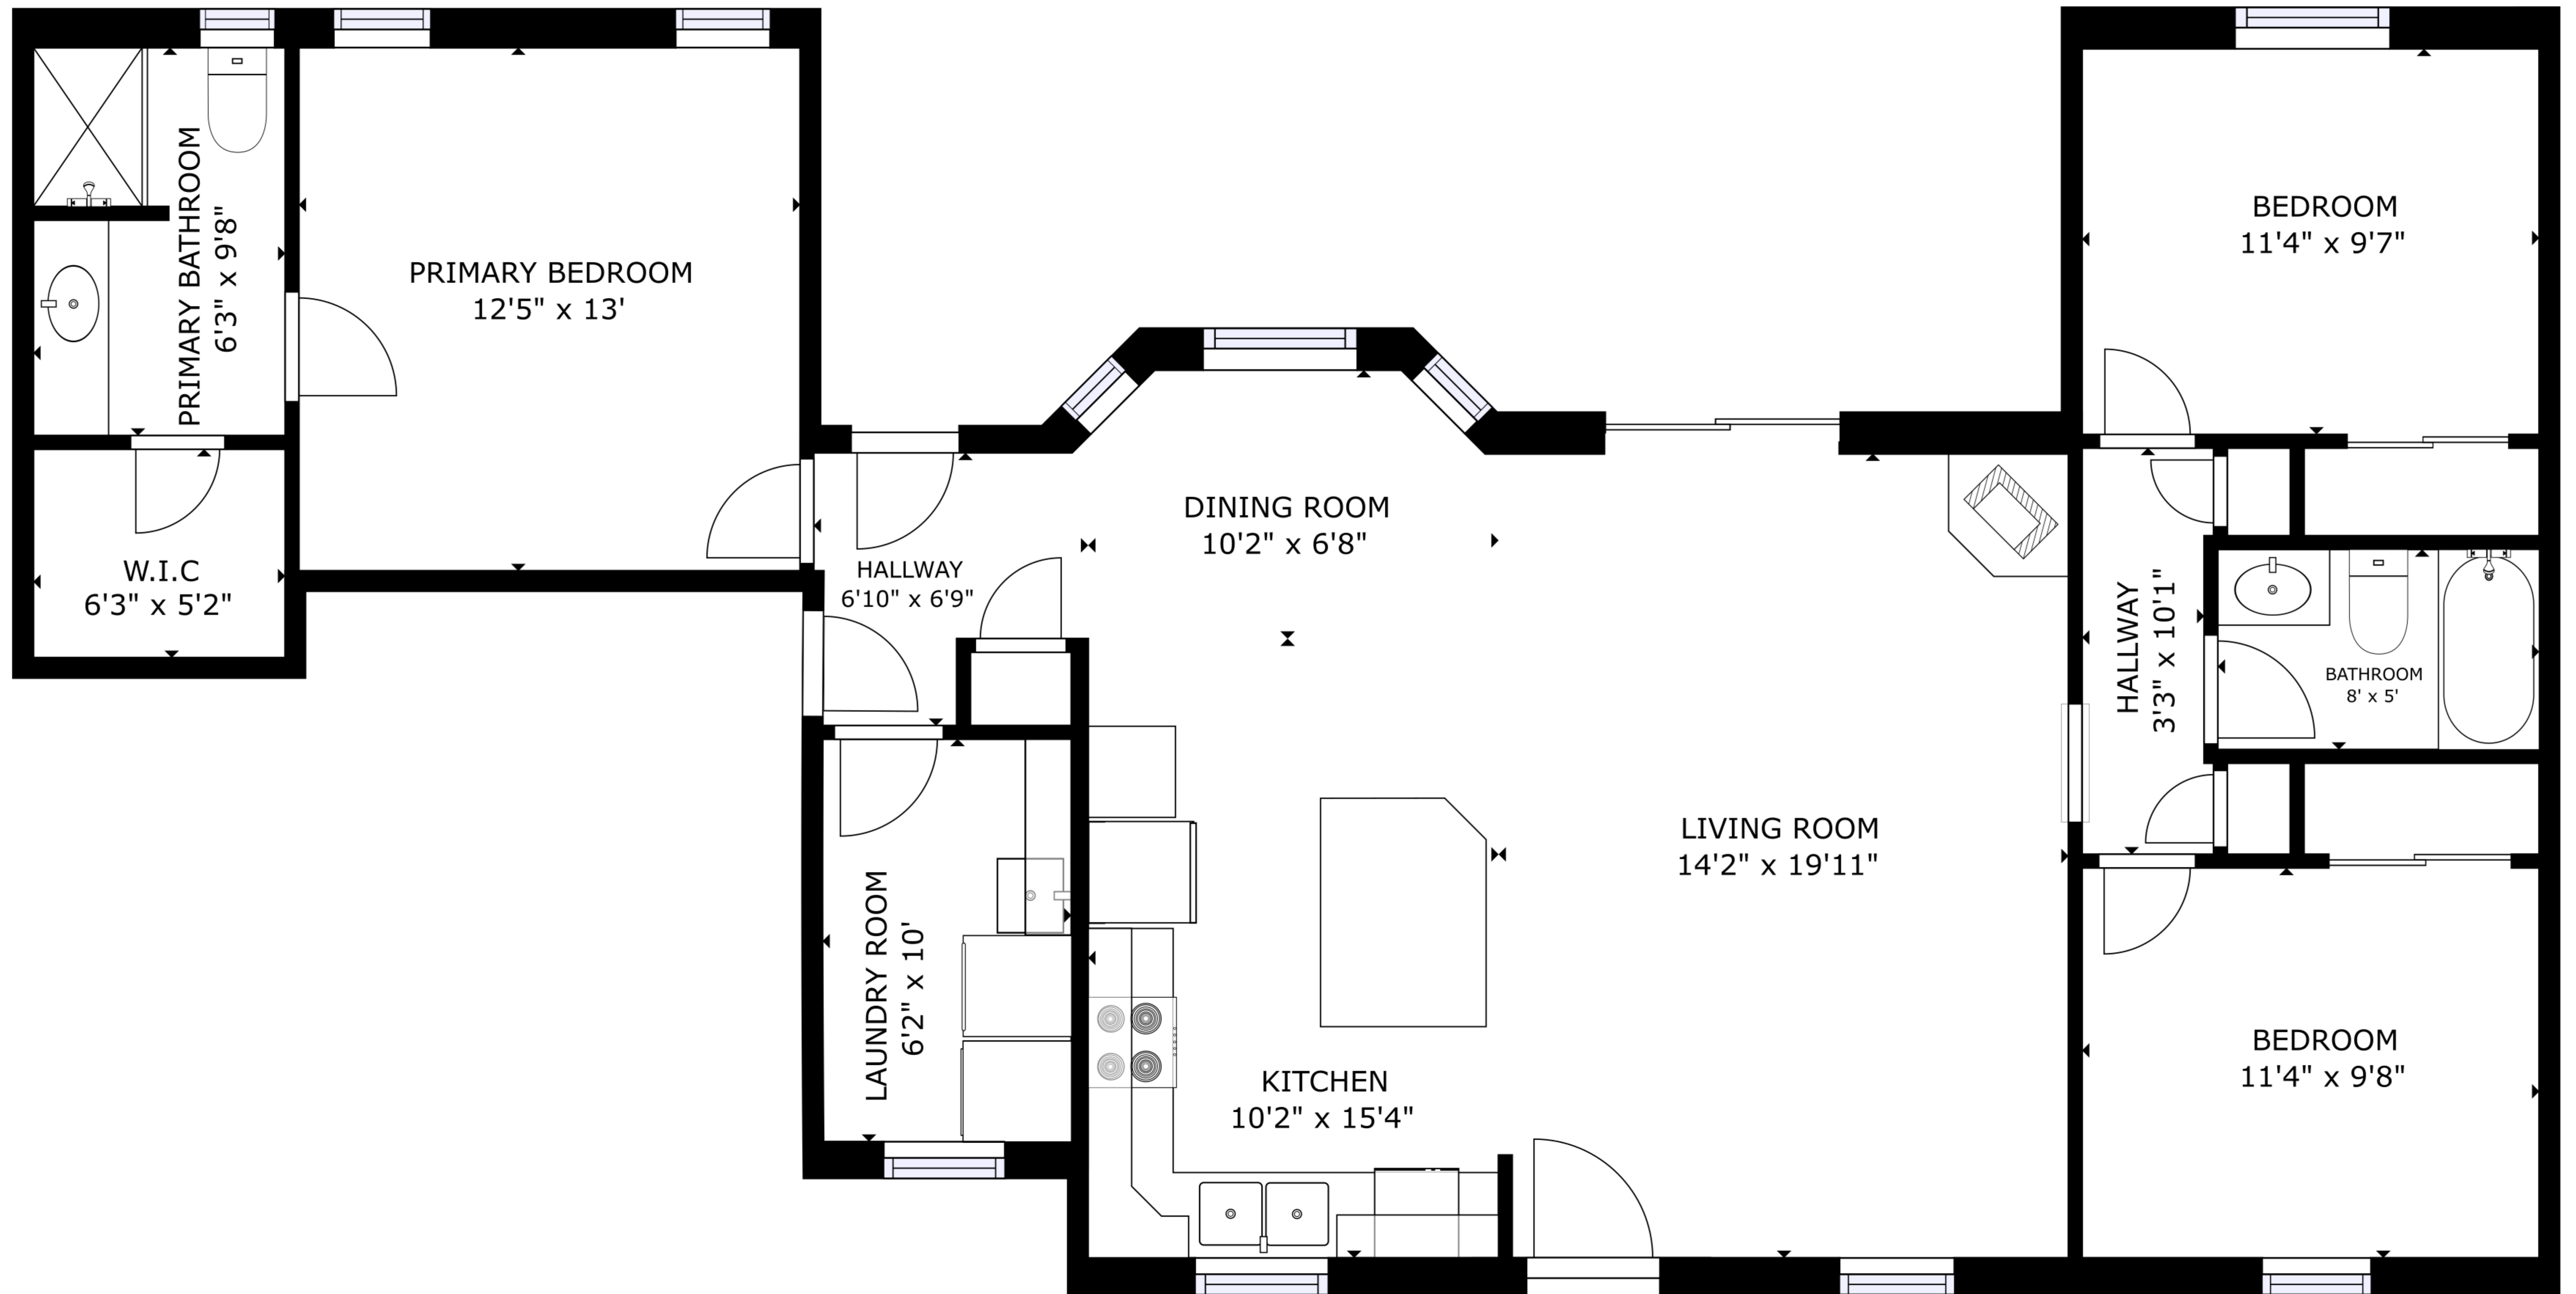 PRIMARY BATHROOM
6'3" x 9'8"
PRIMARY BEDROOM
12'5" x 13'
W.I.C
6'3" x 5'2"
HALLWAY
6'10" x 6'9"
DINING ROOM
10'2" x 6'8"
LAUNDRY ROOM
6'2" x 10'
KITCHEN
10'2" x 15'4"
LIVING ROOM
14'2" x 19'11"
BEDROOM
11'4" x 9'7"
HALLWAY
3'3" x 10'1"
BATHROOM
8' x 5'
BEDROOM
11'4" x 9'8"